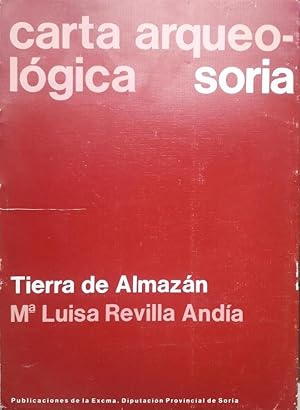 carta arqueo-
lógica soria
Tierra de Almazán
Mª Luisa Revilla Andía
Publicaciones de la Excma. Diputación Provincial de Soria